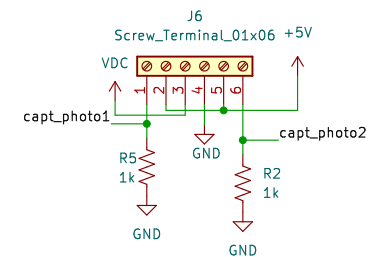 J6
Screw_Terminal_01x06
+5V
VDC
1 2 3 4 5 6
capt_photo1
capt_photo2
GND
R5
1k
R2
1k
GND
GND